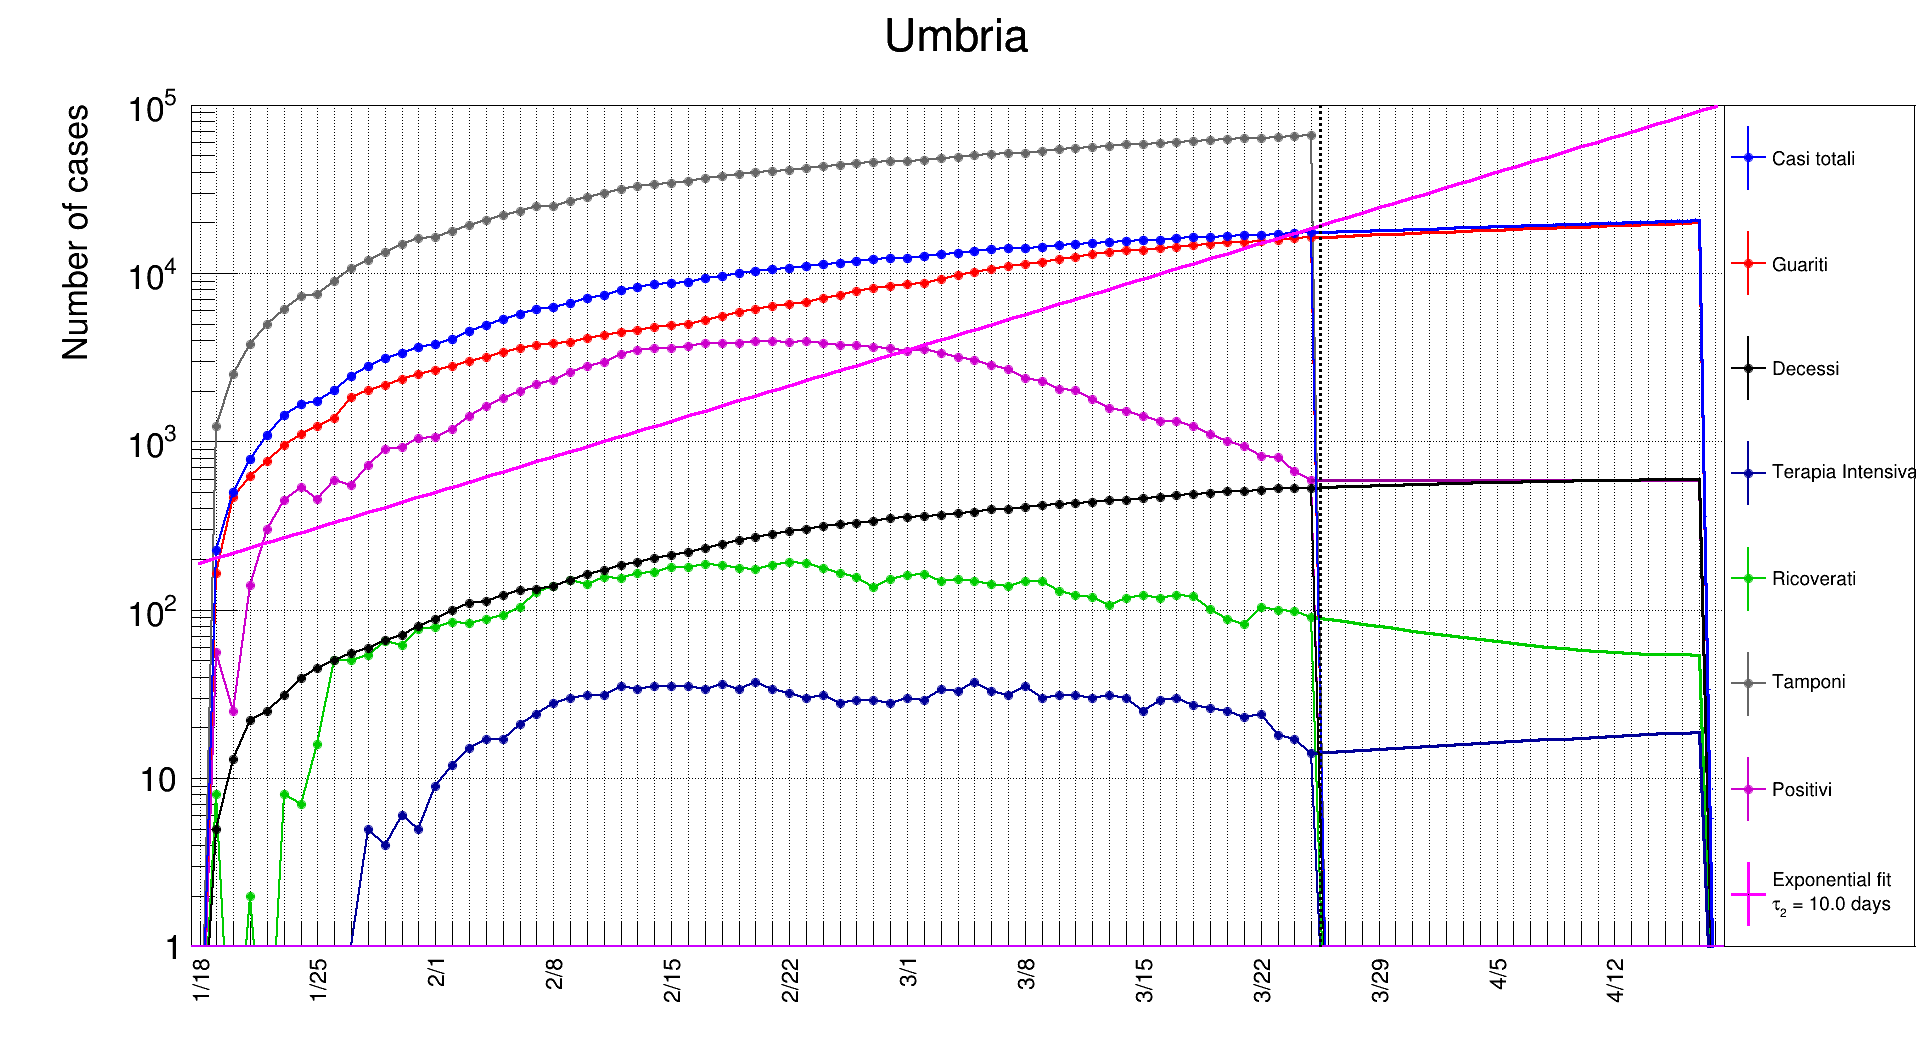 Umbria
Number of cases
10^5
10^4
10^3
10^2
10
1
1/18
1/25
2/1
2/8
2/15
2/22
3/1
3/8
3/15
3/22
3/29
4/5
4/12
Casi totali
Guariti
Decessi
Terapia Intensiva
Ricoverati
Tamponi
Positivi
Exponential fit
τ₂ = 10.0 days